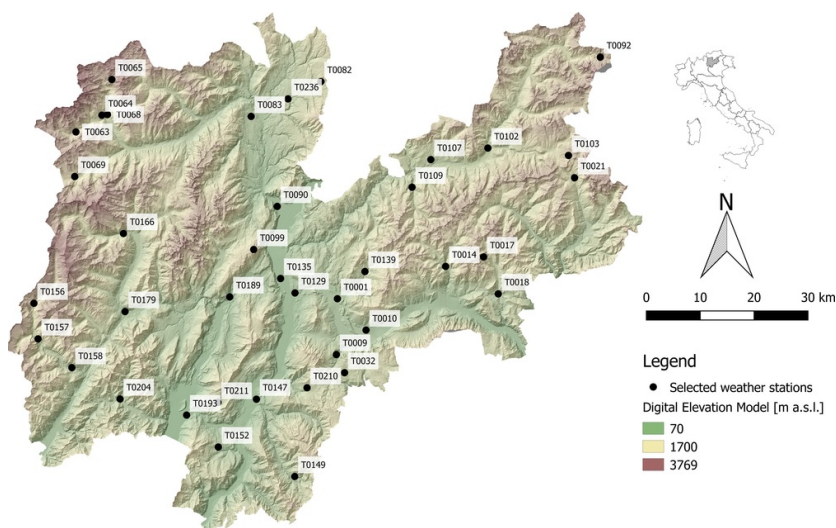 T0092
T0065
T0082
T0236
T0064
T0083
T0068
T0063
T0102
T0107
T0103
T0069
T0109
T0021
T0090
N
T0166
T0099
T0017
T0139
T0014
T0135
T0189
T0129
T0001
T0018
T0156
T0179
0 10 20 30 km
T0010
T0157
T0009
T0158
T0032
Legend
T0210
Selected weather stations
T0204
T0211
T0147
T0193
Digital Elevation Model [m a.s.l.]
70
T0152
1700
3769
T0149